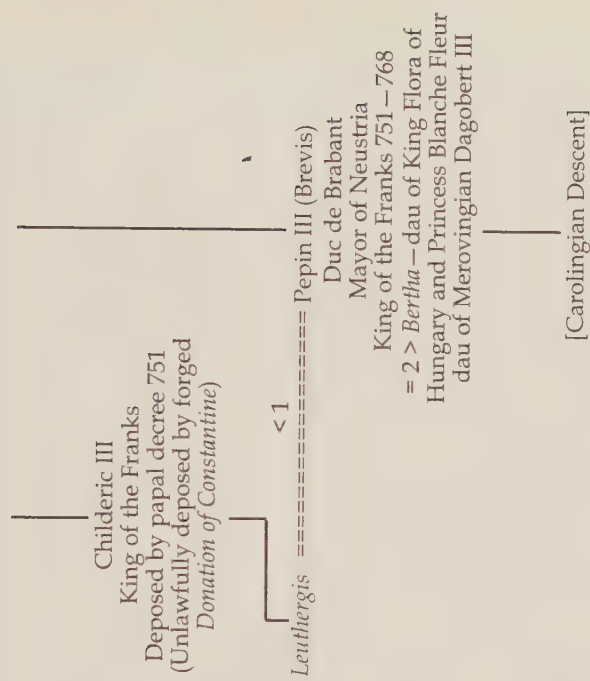 Childeric III
King of the Franks
Deposed by papal decree 751
(Unlawfully deposed by forged
Donation of Constantine)
< 1
Leuthergis ================== Pepin III (Brevis)
Duc de Brabant
Mayor of Neustria
King of the Franks 751–768
= 2 > Bertha – dau of King Flora of
Hungary and Princess Blanche Fleur
dau of Merovingian Dagobert III
[Carolingian Descent]